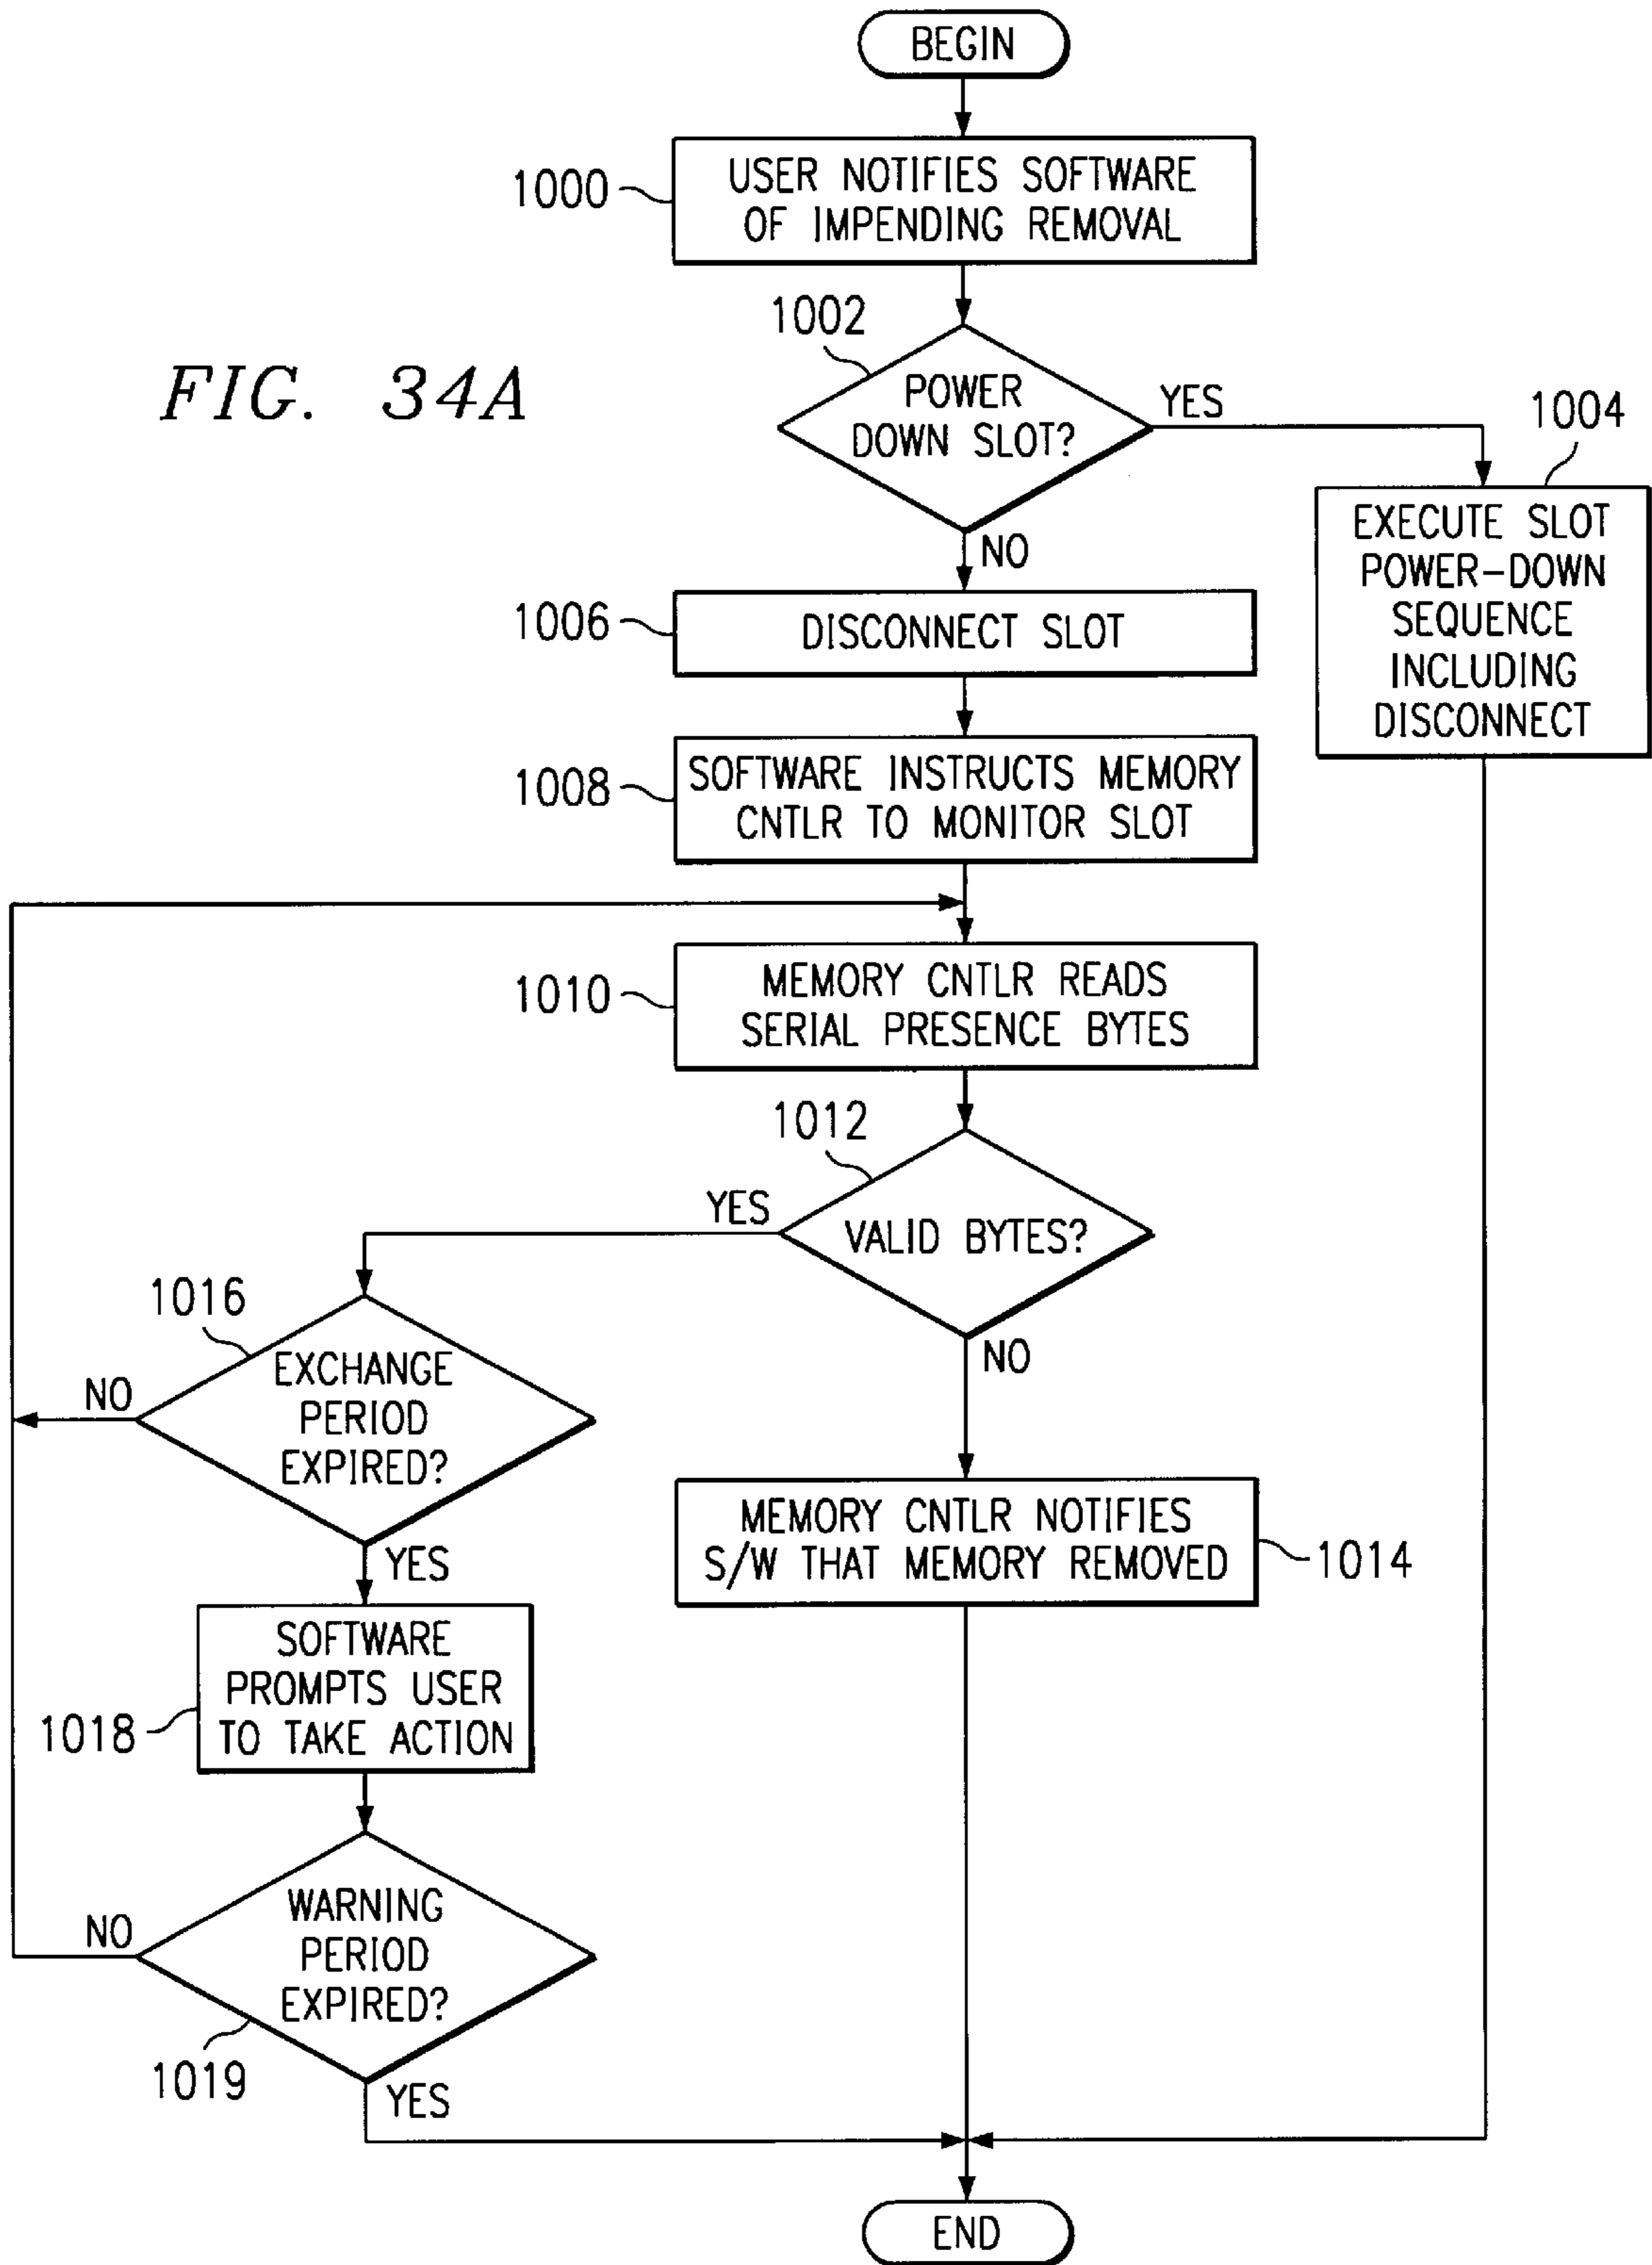 BEGIN
1000
USER NOTIFIES SOFTWARE
OF IMPENDING REMOVAL
FIG. 34A
1002
POWER
DOWN SLOT?
YES
1004
EXECUTE SLOT
POWER-DOWN
SEQUENCE
INCLUDING
DISCONNECT
NO
1006
DISCONNECT SLOT
1008
SOFTWARE INSTRUCTS MEMORY
CNTLR TO MONITOR SLOT
1010
MEMORY CNTLR READS
SERIAL PRESENCE BYTES
1012
VALID BYTES?
YES
NO
1016
EXCHANGE
PERIOD
EXPIRED?
NO
YES
MEMORY CNTLR NOTIFIES
S/W THAT MEMORY REMOVED
1014
1018
SOFTWARE
PROMPTS USER
TO TAKE ACTION
WARNING
PERIOD
EXPIRED?
NO
1019
YES
END